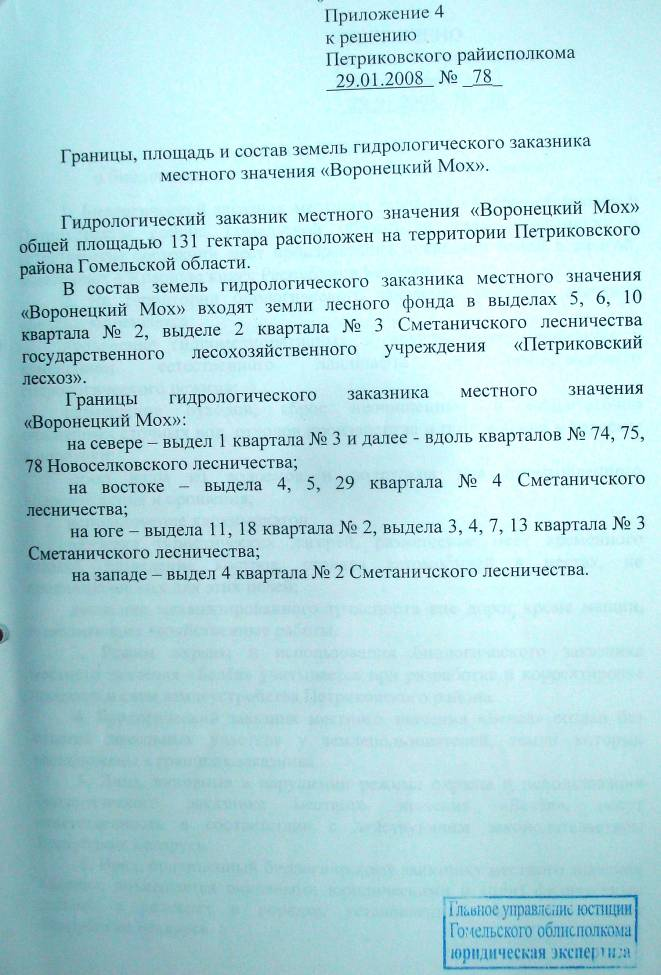 Приложение 4
к решению
Петриковского райисполкома
29.01.2008 № 78
Границы, площадь и состав земель гидрологического заказника
местного значения «Воронецкий Мох».
Гидрологический заказник местного значения «Воронецкий Мох»
общей площадью 131 гектара расположен на территории Петриковского
района Гомельской области.
В состав земель гидрологического заказника местного значения
«Воронецкий Мох» входят земли лесного фонда в выделах 5, 6, 10
квартала № 2, выделе 2 квартала № 3 Сметаничского лесничества
государственного лесохозяйственного учреждения «Петриковский
лесхоз».
Границы гидрологического заказника местного значения
«Воронецкий Мох»:
на севере – выдел 1 квартала № 3 и далее - вдоль кварталов № 74, 75,
78 Новоселковского лесничества;
на востоке – выдела 4, 5, 29 квартала № 4 Сметаничского
лесничества;
на юге – выдела 11, 18 квартала № 2, выдела 3, 4, 7, 13 квартала № 3
Сметаничского лесничества;
на западе – выдел 4 квартала № 2 Сметаничского лесничества.
Главное управление юстиции
Гомельского облисполкома
юридическая экспертиза